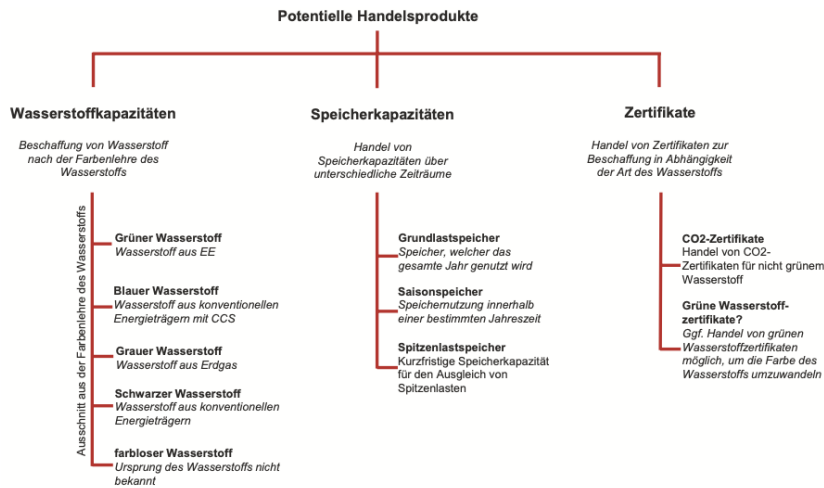 Potentielle Handelsprodukte
Wasserstoffkapazitäten
Beschaffung von Wasserstoff
nach der Farbenlehre des
Wasserstoffs
Ausschnitt aus der Farbenlehre des Wasserstoffs
Grüner Wasserstoff
Wasserstoff aus EE
Blauer Wasserstoff
Wasserstoff aus konventionellen
Energieträgern mit CCS
Grauer Wasserstoff
Wasserstoff aus Erdgas
Schwarzer Wasserstoff
Wasserstoff aus konventionellen
Energieträgern
farbloser Wasserstoff
Ursprung des Wasserstoffs nicht
bekannt
Speicherkapazitäten
Handel von
Speicherkapazitäten über
unterschiedliche Zeiträume
Grundlastspeicher
Speicher, welcher das
gesamte Jahr genutzt wird
Saisonspeicher
Speichernutzung innerhalb
einer bestimmten Jahreszeit
Spitzenlastspeicher
Kurzfristige Speicherkapazität
für den Ausgleich von
Spitzenlasten
Zertifikate
Handel von Zertifikaten zur
Beschaffung in Abhängigkeit
der Art des Wasserstoffs
CO2-Zertifikate
Handel von CO2-
Zertifikaten für nicht grünem
Wasserstoff
Grüne Wasserstoff-
zertifikate?
Ggf. Handel von grünen
Wasserstoffzertifikaten
möglich, um die Farbe des
Wasserstoffs umzuwandeln